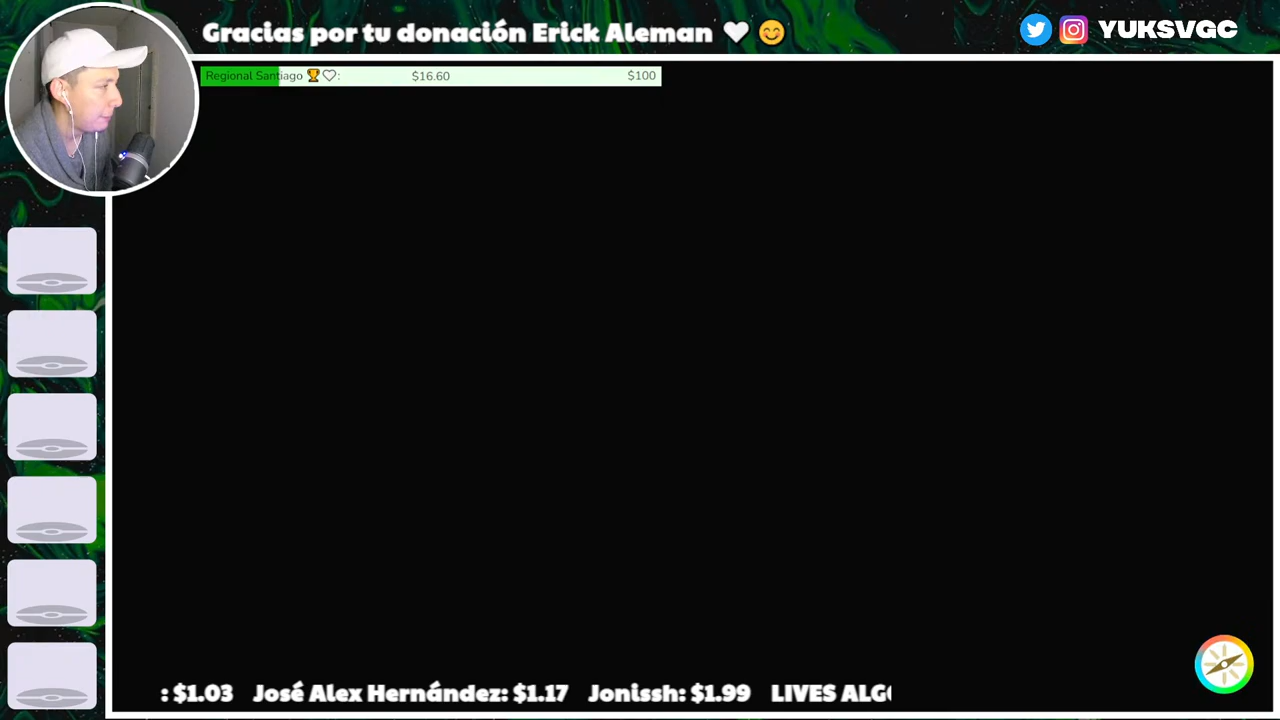 Gracias por tu donación Erick Aleman 🤍 😊
YUKSVGC
Regional Santiago 🏆♡: $16.60 $100
: $1.03 José Alex Hernández: $1.17 Jonissh: $1.99 LIVES